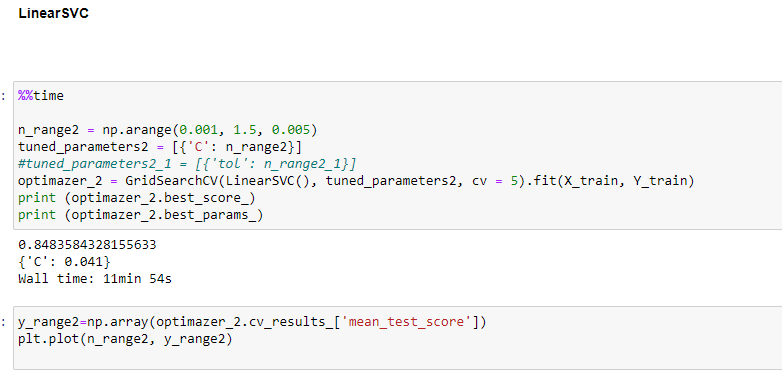 LinearSVC
: %%time
n_range2 = np.arange(0.001, 1.5, 0.005)
tuned_parameters2 = [{'C': n_range2}]
#tuned_parameters2_1 = [{'tol': n_range2_1}]
optimazer_2 = GridSearchCV(LinearSVC(), tuned_parameters2, cv = 5).fit(X_train, Y_train)
print (optimazer_2.best_score_)
print (optimazer_2.best_params_)
0.8483584328155633
{'C': 0.041}
Wall time: 11min 54s
: y_range2=np.array(optimazer_2.cv_results_['mean_test_score'])
plt.plot(n_range2, y_range2)